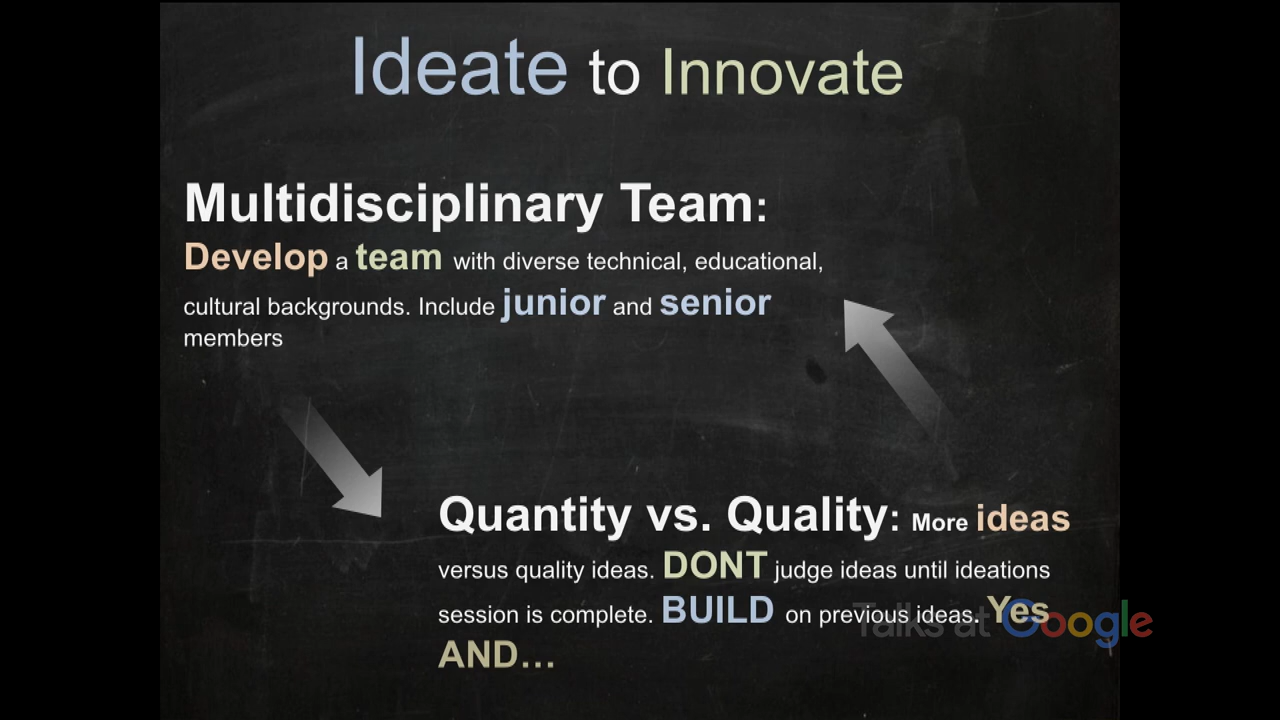 Ideate to Innovate
Multidisciplinary Team:
Develop a team with diverse technical, educational,
cultural backgrounds. Include junior and senior
members
Quantity vs. Quality: More ideas
versus quality ideas. DONT judge ideas until ideations
session is complete. BUILD on previous ideas. Yes
AND...
Talks at Google